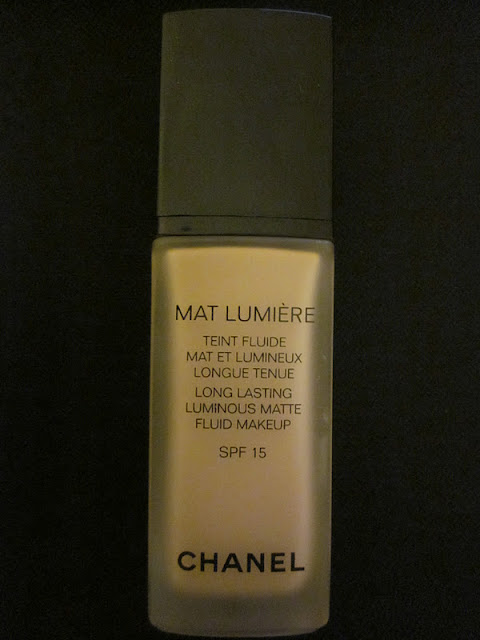 MAT LUMIÈRE
TEINT FLUIDE
MAT ET LUMINEUX
LONGUE TENUE
LONG LASTING
LUMINOUS MATTE
FLUID MAKEUP
SPF 15
CHANEL